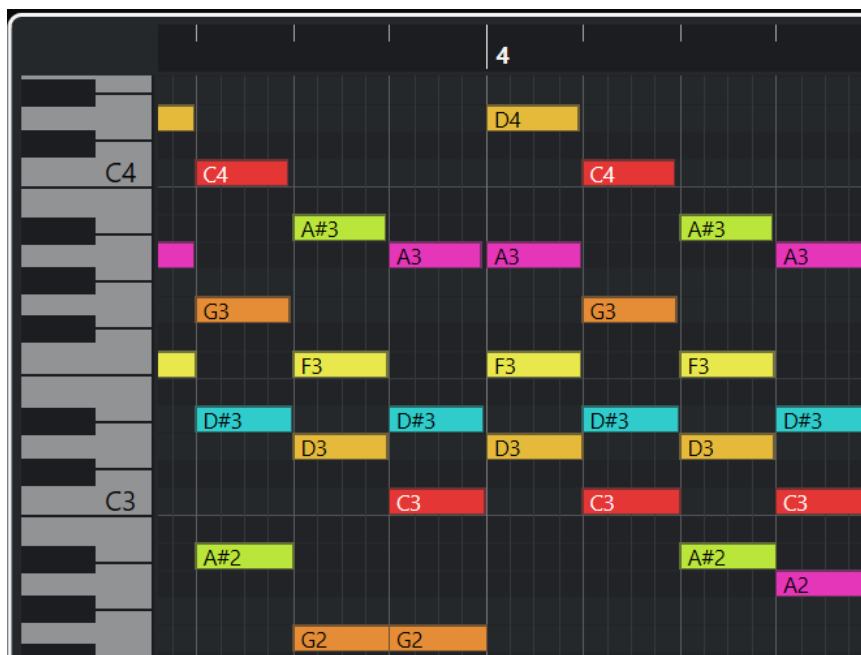 4
D4
C4 C4 C4
A#3 A#3
A3 A3 A3
G3 G3
F3 F3 F3
D#3 D#3 D#3 D#3
D3 D3 D3
C3 C3 C3 C3
A#2 A#2
A2
G2 G2